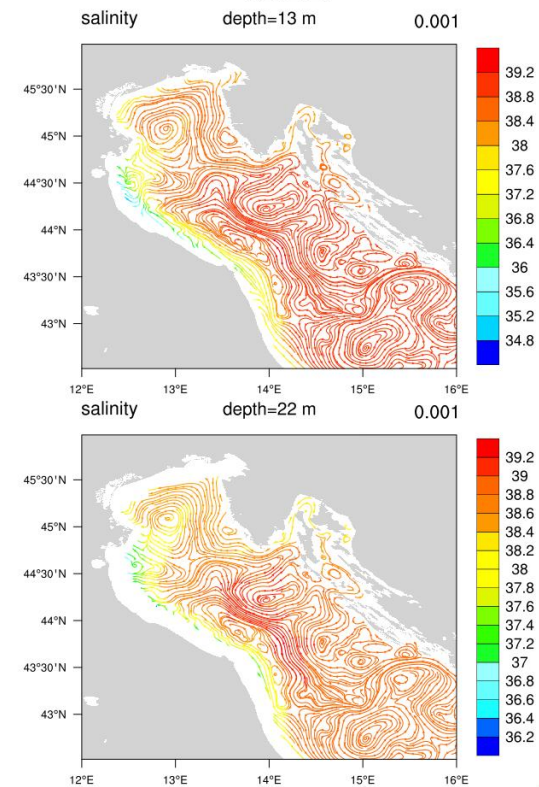 salinity depth=13 m 0.001
45°30'N
45°N
44°30'N
44°N
43°30'N
43°N
12°E 13°E 14°E 15°E 16°E
39.2
38.8
38.4
38
37.6
37.2
36.8
36.4
36
35.6
35.2
34.8
salinity depth=22 m 0.001
45°30'N
45°N
44°30'N
44°N
43°30'N
43°N
12°E 13°E 14°E 15°E 16°E
39.2
39
38.8
38.6
38.4
38.2
38
37.8
37.6
37.4
37.2
37
36.8
36.6
36.4
36.2